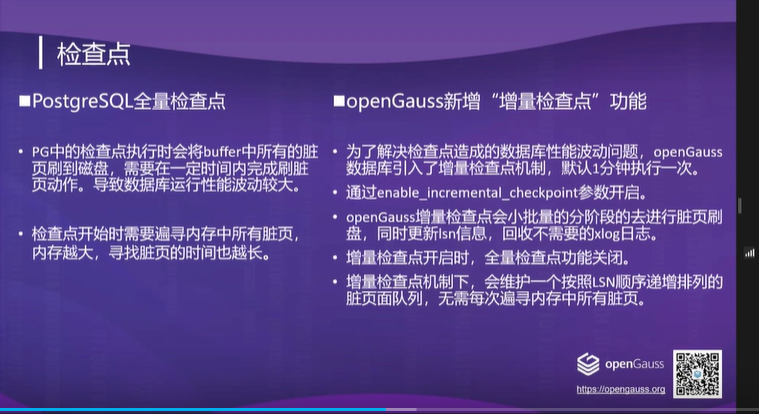 检查点
■PostgreSQL全量检查点
• PG中的检查点执行时会将buffer中所有的脏
页刷到磁盘，需要在一定时间内完成刷脏
页动作。导致数据库运行性能波动较大。
• 检查点开始时需要遍寻内存中所有脏页，
内存越大，寻找脏页的时间也越长。
■openGauss新增“增量检查点”功能
• 为了解决检查点造成的数据库性能波动问题，openGauss
数据库引入了增量检查点机制，默认1分钟执行一次。
• 通过enable_incremental_checkpoint参数开启。
• openGauss增量检查点会小批量的分阶段的去进行脏页刷
盘，同时更新lsn信息，回收不需要的xlog日志。
• 增量检查点开启时，全量检查点功能关闭。
• 增量检查点机制下，会维护一个按照LSN顺序递增排列的
脏页面队列，无需每次遍寻内存中所有脏页。
openGauss
https://opengauss.org